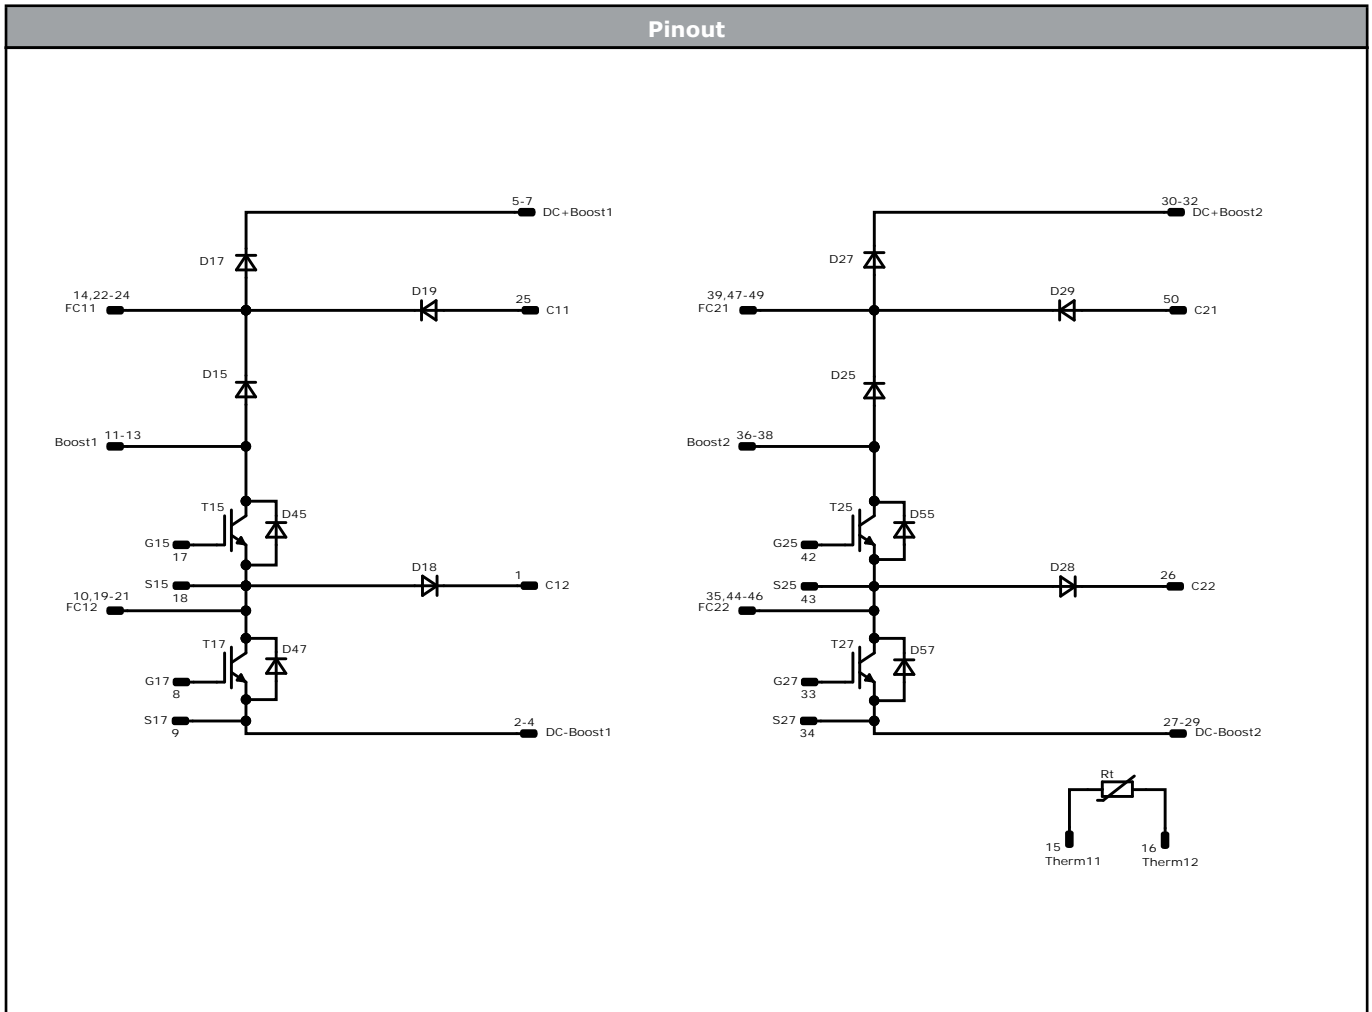 Pinout
5-7
DC+Boost1
30-32
DC+Boost2
D17
D27
14,22-24
FC11
D19
25
C11
39,47-49
FC21
D29
50
C21
D15
D25
Boost1
11-13
Boost2
36-38
T15
D45
G15
17
T25
D55
G25
42
S15
18
D18
1
C12
S25
43
D28
26
C22
10,19-21
FC12
35,44-46
FC22
T17
D47
G17
8
T27
D57
G27
33
S17
9
2-4
DC-Boost1
S27
34
27-29
DC-Boost2
Rt
15
Therm11
16
Therm12